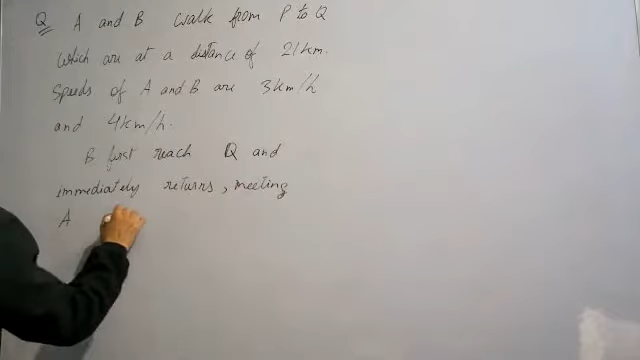 Q A and B walk from P to Q
which are at a distance of 21km.
Speeds of A and B are 3km/h
and 4km/h.
B first reach Q and
immediately returns, meeting
A